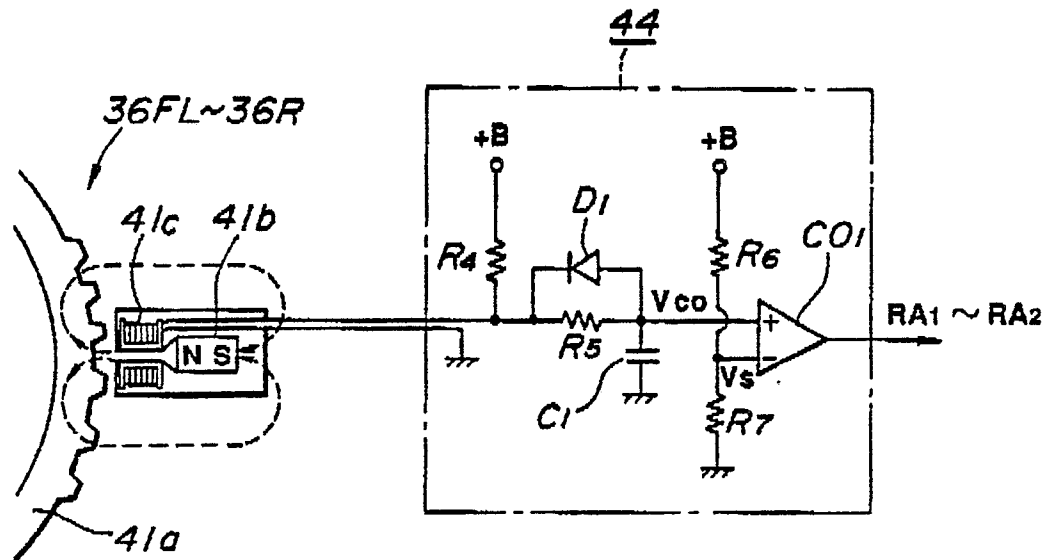 44
36FL~36R
+B
+B
41c
41b
D1
CO1
R4
R6
Vco
RA1 ~ RA2
N S
R5
Vs
C1
R7
41a